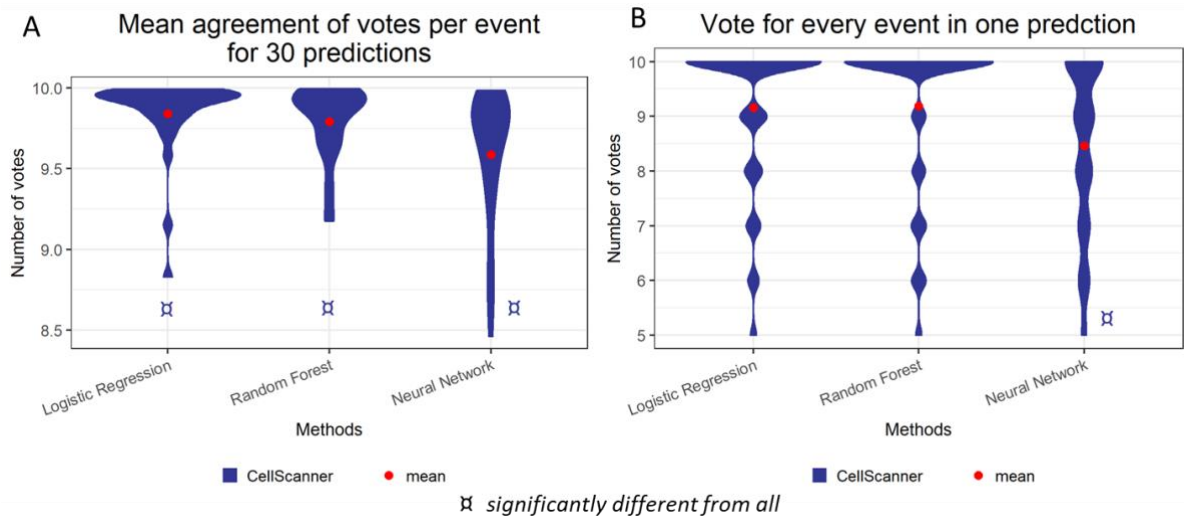 A
Mean agreement of votes per event
for 30 predictions
Number of votes
10.0
9.5
9.0
8.5
¤
¤
¤
Logistic Regression
Random Forest
Neural Network
Methods
CellScanner
mean
B
Vote for every event in one predction
Number of votes
10
9
8
7
6
5
¤
Logistic Regression
Random Forest
Neural Network
Methods
CellScanner
mean
¤ significantly different from all